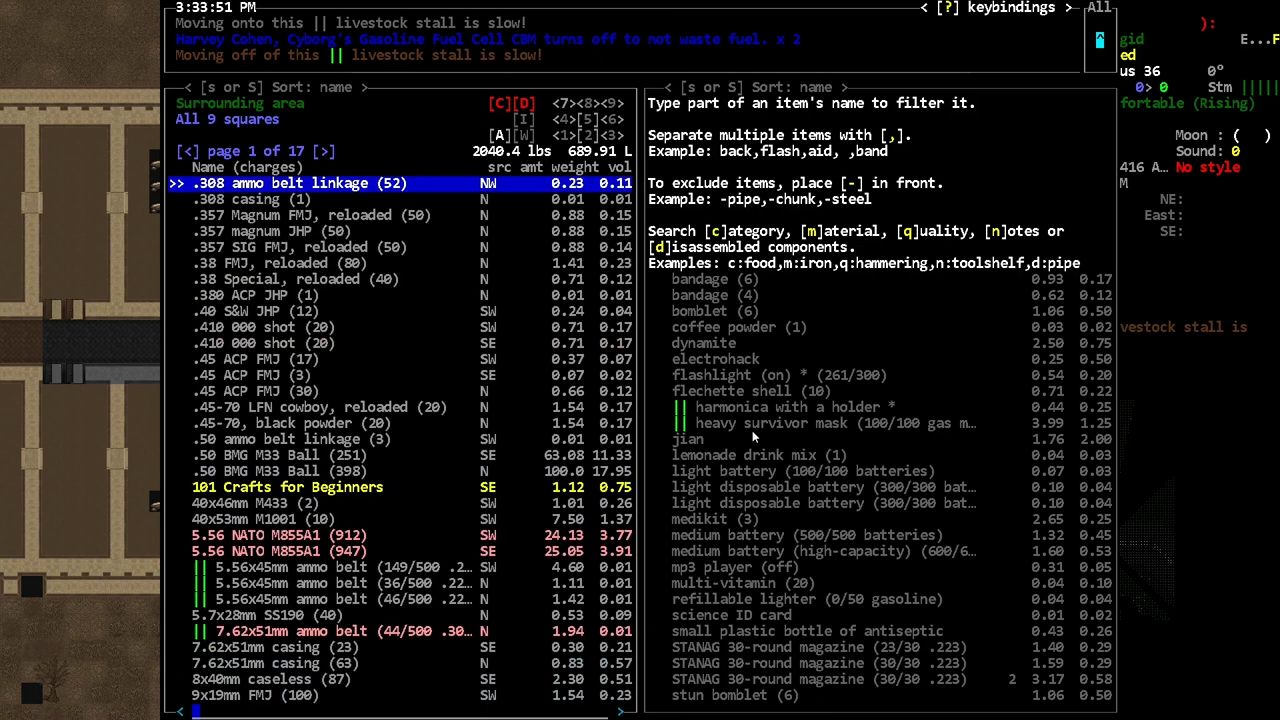 3:33:51 PM
< [?] keybindings >
All
Moving onto this || livestock stall is slow!
Harvey Cohen, Cyborg's Gasoline Fuel Cell CBM turns off to not waste fuel. x 2
Moving off of this || livestock stall is slow!
< [s or S] Sort: name >
Surrounding area [C][D] <7><8><9>
All 9 squares [I] <4>[5]<6>
[A][W] <1>[2]<3>
[<] page 1 of 17 [>] 2040.4 lbs 689.91 L
Name (charges) src amt weight vol
>> .308 ammo belt linkage (52) NW 0.23 0.11
.308 casing (1) N 0.01 0.01
.357 Magnum FMJ, reloaded (50) N 0.88 0.15
.357 magnum JHP (50) N 0.88 0.15
.357 SIG FMJ, reloaded (50) N 0.88 0.14
.38 FMJ, reloaded (80) N 1.41 0.23
.38 Special, reloaded (40) N 0.71 0.12
.380 ACP JHP (1) N 0.01 0.01
.40 S&W JHP (12) SW 0.24 0.04
.410 000 shot (20) SW 0.71 0.17
.410 000 shot (20) SE 0.71 0.17
.45 ACP FMJ (17) SW 0.37 0.07
.45 ACP FMJ (3) SE 0.07 0.02
.45 ACP FMJ (30) N 0.66 0.12
.45-70 LFN cowboy, reloaded (20) N 1.54 0.17
.45-70, black powder (20) N 1.54 0.17
.50 ammo belt linkage (3) SW 0.01 0.01
.50 BMG M33 Ball (251) SE 63.08 11.33
.50 BMG M33 Ball (398) N 100.0 17.95
101 Crafts for Beginners SE 1.12 0.75
40x46mm M433 (2) SW 1.01 0.26
40x53mm M1001 (10) SW 7.50 1.37
5.56 NATO M855A1 (912) SW 24.13 3.77
5.56 NATO M855A1 (947) SE 25.05 3.91
|| 5.56x45mm ammo belt (149/500 .2… SW 4.60 0.01
|| 5.56x45mm ammo belt (36/500 .22… N 1.11 0.01
|| 5.56x45mm ammo belt (46/500 .22… N 1.42 0.01
5.7x28mm SS190 (40) N 0.53 0.09
|| 7.62x51mm ammo belt (44/500 .30… N 1.94 0.01
7.62x51mm casing (23) SE 0.30 0.21
7.62x51mm casing (63) N 0.83 0.57
8x40mm caseless (87) SE 2.30 0.51
9x19mm FMJ (100) SW 1.54 0.23
< >
< [s or S] Sort: name >
Type part of an item's name to filter it.
Separate multiple items with [,].
Example: back,flash,aid, ,band
To exclude items, place [-] in front.
Example: -pipe,-chunk,-steel
Search [c]ategory, [m]aterial, [q]uality, [n]otes or
[d]isassembled components.
Examples: c:food,m:iron,q:hammering,n:toolshelf,d:pipe
bandage (6) 0.93 0.17
bandage (4) 0.62 0.12
bomblet (6) 1.06 0.50
coffee powder (1) 0.03 0.02
dynamite 2.50 0.75
electrohack 0.25 0.50
flashlight (on) * (261/300) 0.54 0.20
flechette shell (10) 0.71 0.22
|| harmonica with a holder * 0.44 0.25
|| heavy survivor mask (100/100 gas m… 3.99 1.25
jian 1.76 2.00
lemonade drink mix (1) 0.04 0.03
light battery (100/100 batteries) 0.07 0.03
light disposable battery (300/300 bat… 0.10 0.04
light disposable battery (300/300 bat… 0.10 0.04
medikit (3) 2.65 0.25
medium battery (500/500 batteries) 1.32 0.45
medium battery (high-capacity) (600/6… 1.60 0.53
mp3 player (off) 0.31 0.05
multi-vitamin (20) 0.04 0.10
refillable lighter (0/50 gasoline) 0.04 0.04
science ID card 0.01 0.02
small plastic bottle of antiseptic 0.43 0.26
STANAG 30-round magazine (23/30 .223) 1.40 0.29
STANAG 30-round magazine (30/30 .223) 1.59 0.29
STANAG 30-round magazine (30/30 .223) 2 3.17 0.58
stun bomblet (6) 1.06 0.50
):
gid E...F
ed
us 36 0°
0> 0 Stm |||||
fortable (Rising)
Moon : ( )
Sound: 0
416 A… No style
M
NE:
East:
SE:
vestock stall is